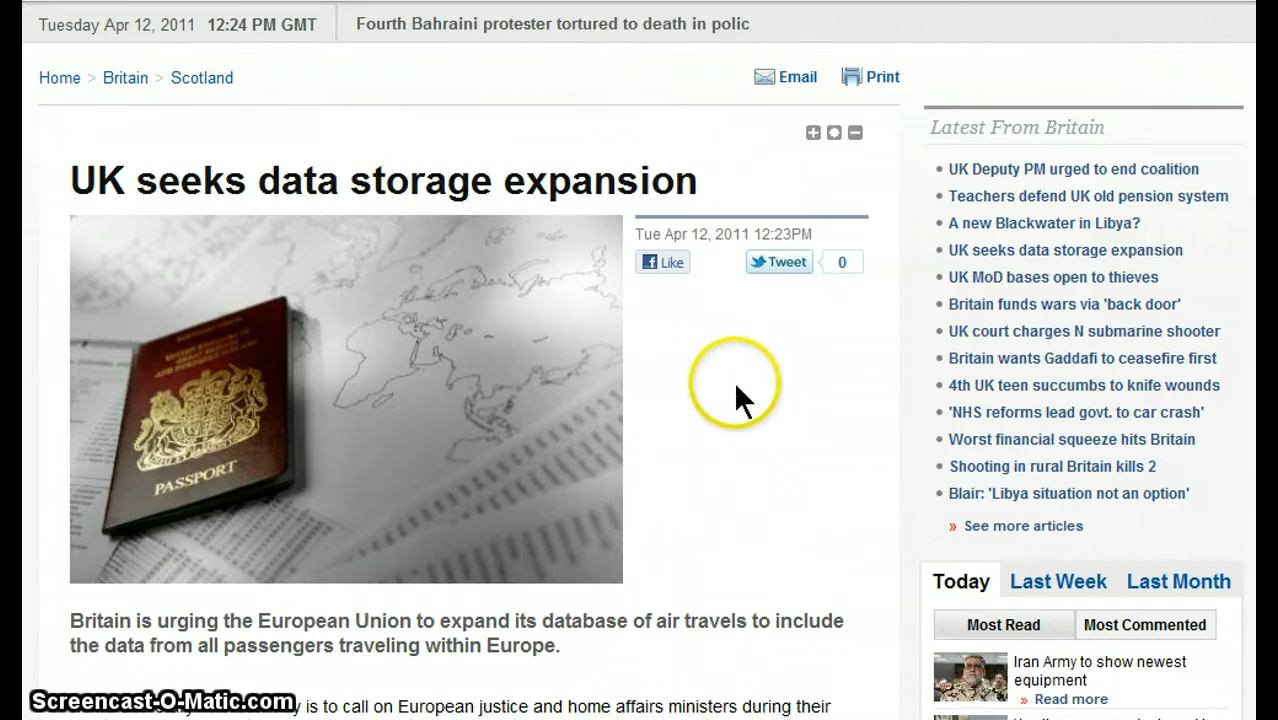 Tuesday Apr 12, 2011 12:24 PM GMT
Fourth Bahraini protester tortured to death in polic
Home > Britain > Scotland
Email
Print
UK seeks data storage expansion
PASSPORT
Tue Apr 12, 2011 12:23PM
Like
Tweet
0
Britain is urging the European Union to expand its database of air travels to include
the data from all passengers traveling within Europe.
is to call on European justice and home affairs ministers during their
Latest From Britain
UK Deputy PM urged to end coalition
Teachers defend UK old pension system
A new Blackwater in Libya?
UK seeks data storage expansion
UK MoD bases open to thieves
Britain funds wars via 'back door'
UK court charges N submarine shooter
Britain wants Gaddafi to ceasefire first
4th UK teen succumbs to knife wounds
'NHS reforms lead govt. to car crash'
Worst financial squeeze hits Britain
Shooting in rural Britain kills 2
Blair: 'Libya situation not an option'
» See more articles
Today Last Week Last Month
Most Read Most Commented
Iran Army to show newest
equipment
» Read more
Screencast-O-Matic.com